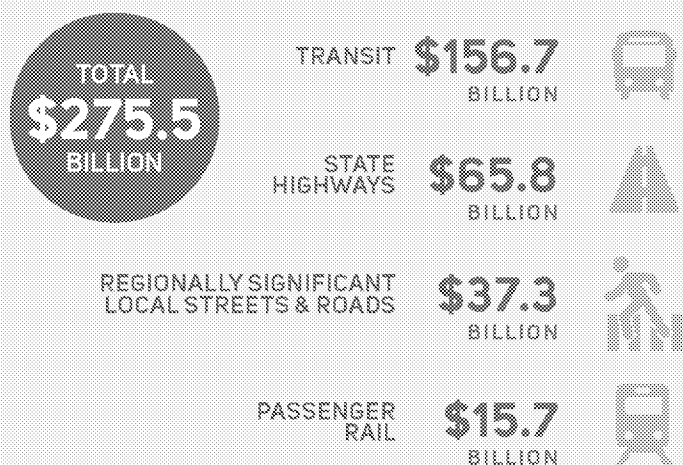 TOTAL
$275.5
BILLION
TRANSIT $156.7
BILLION
STATE
HIGHWAYS $65.8
BILLION
REGIONALLY SIGNIFICANT
LOCAL STREETS & ROADS $37.3
BILLION
PASSENGER
RAIL $15.7
BILLION